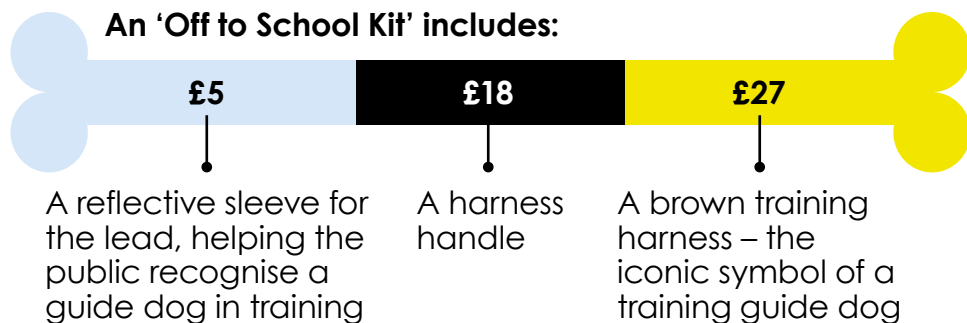 An ‘Off to School Kit’ includes:
£5
£18
£27
A reflective sleeve for
the lead, helping the
public recognise a
guide dog in training
A harness
handle
A brown training
harness – the
iconic symbol of a
training guide dog